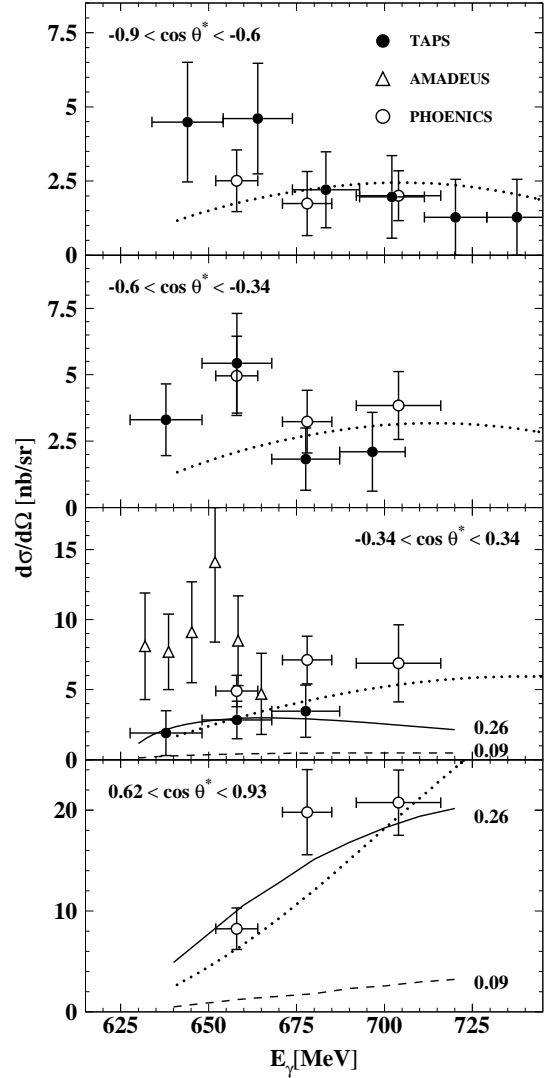 -0.9 < cos θ* < -0.6
TAPS
AMADEUS
PHOENICS
7.5
5
2.5
0
-0.6 < cos θ* < -0.34
7.5
5
2.5
0
-0.34 < cos θ* < 0.34
15
10
5
0
0.26
0.09
0.62 < cos θ* < 0.93
20
10
0
0.26
0.09
625 650 675 700 725
Eγ[MeV]
dσ/dΩ [nb/sr]